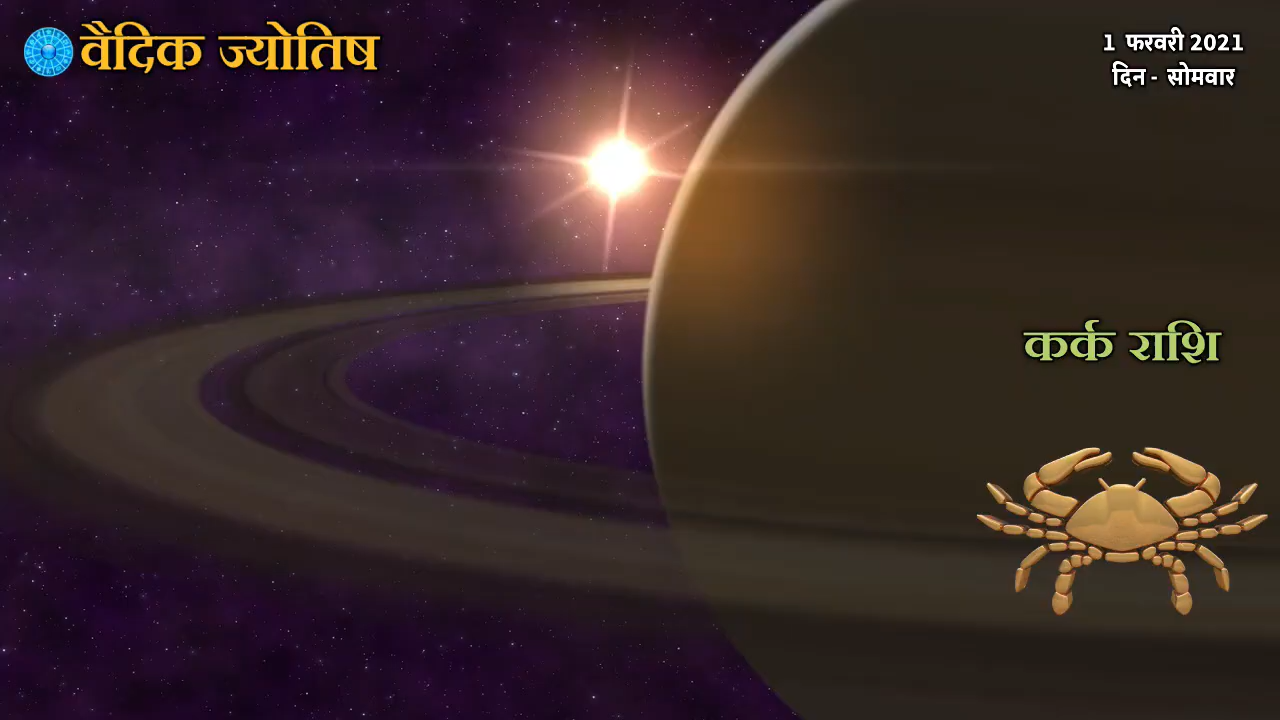 वैदिक ज्योतिष
1 फरवरी 2021
दिन - सोमवार
कर्क राशि